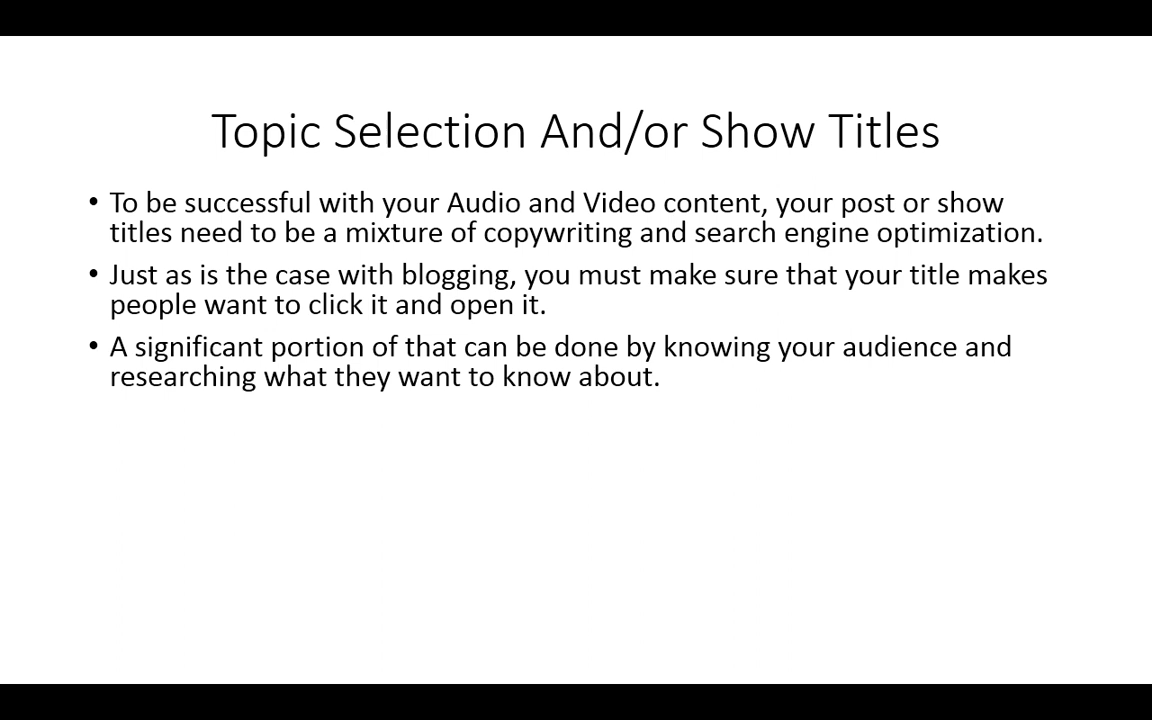 Topic Selection And/or Show Titles
• To be successful with your Audio and Video content, your post or show
titles need to be a mixture of copywriting and search engine optimization.
• Just as is the case with blogging, you must make sure that your title makes
people want to click it and open it.
• A significant portion of that can be done by knowing your audience and
researching what they want to know about.